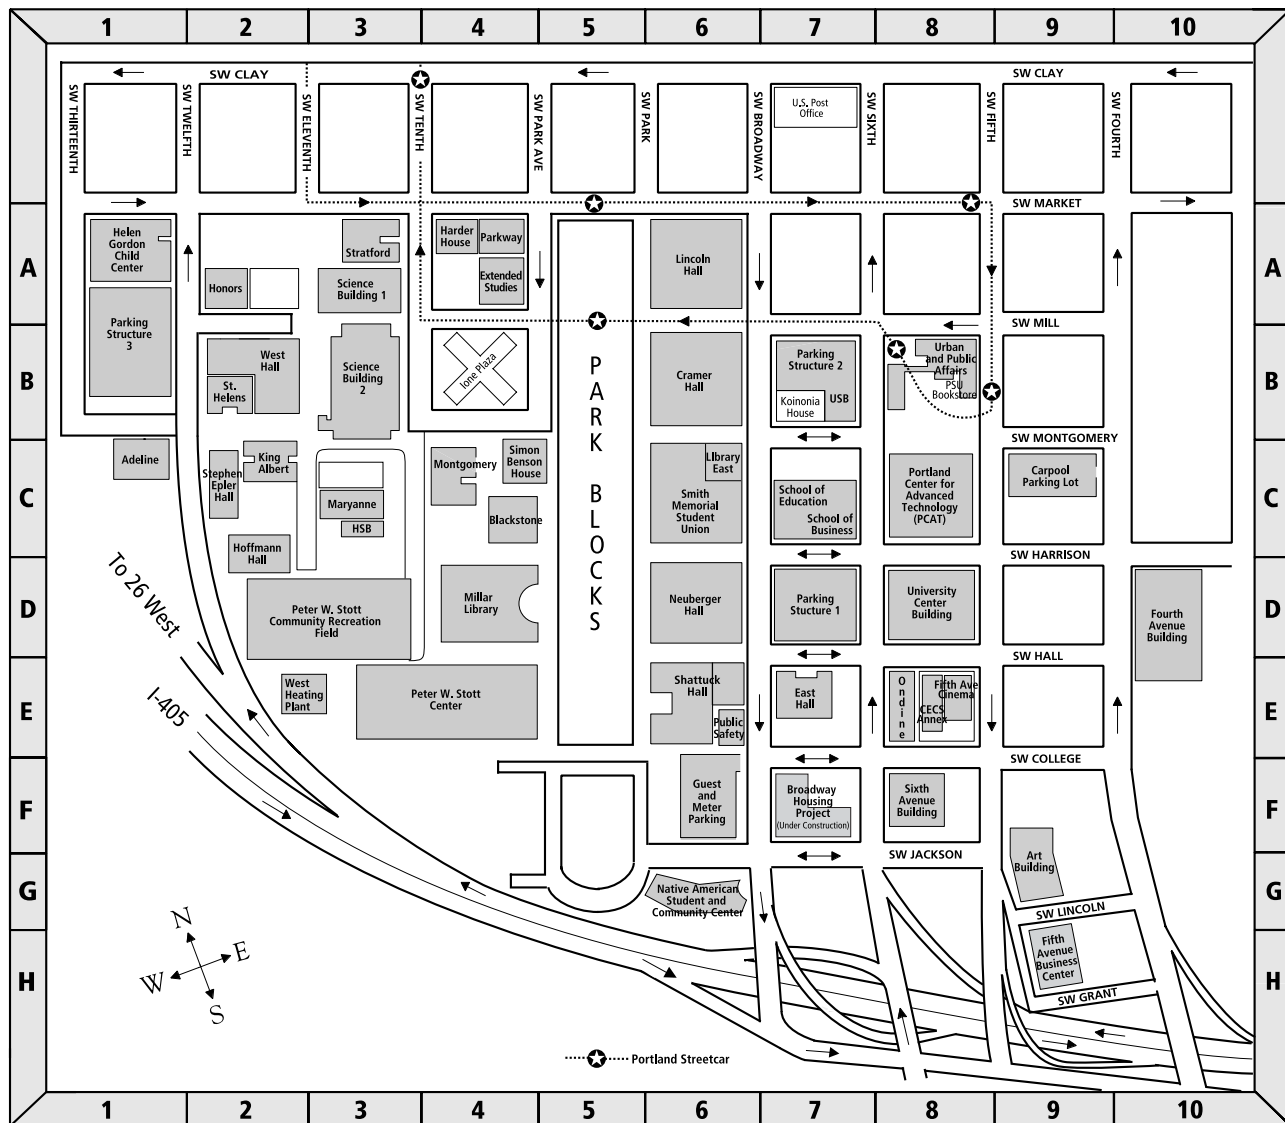 1 2 3 4 5 6 7 8 9 10
SW CLAY
SW CLAY
SW THIRTEENTH
SW TWELFTH
SW ELEVENTH
SW TENTH
SW PARK AVE
SW PARK
SW BROADWAY
SW SIXTH
SW FIFTH
SW FOURTH
U.S. Post
Office
SW MARKET
A
A
Helen
Gordon
Child
Center
Stratford
Harder
House
Parkway
Lincoln
Hall
Honors
Science
Building 1
Extended
Studies
Parking
Structure
3
SW MILL
B
B
West
Hall
St.
Helens
Science
Building
2
Ione Plaza
PARK BLOCKS
Cramer
Hall
Parking
Structure 2
Koinonia
House
USB
Urban
and Public
Affairs
PSU
Bookstore
SW MONTGOMERY
C
C
Adeline
Stephen
Epler
Hall
King
Albert
Montgomery
Simon
Benson
House
LIbrary
East
Smith
Memorial
Student
Union
School of
Education
School of
Business
Portland
Center for
Advanced
Technology
(PCAT)
Carpool
Parking Lot
Maryanne
HSB
Blackstone
Hoffmann
Hall
SW HARRISON
To 26 West
D
D
Peter W. Stott
Community Recreation
Field
Millar
Library
Neuberger
Hall
Parking
Stucture 1
University
Center
Building
Fourth
Avenue
Building
SW HALL
I-405
E
E
West
Heating
Plant
Peter W. Stott
Center
Shattuck
Hall
Public
Safety
East
Hall
Ondine
CECS
Annex
Fifth Ave
Cinema
SW COLLEGE
F
F
Guest
and
Meter
Parking
Broadway
Housing
Project
(Under Construction)
Sixth
Avenue
Building
SW JACKSON
G
G
Art
Building
Native American
Student and
Community Center
SW LINCOLN
H
H
N
E
W
S
Fifth
Avenue
Business
Center
SW GRANT
Portland Streetcar
1 2 3 4 5 6 7 8 9 10